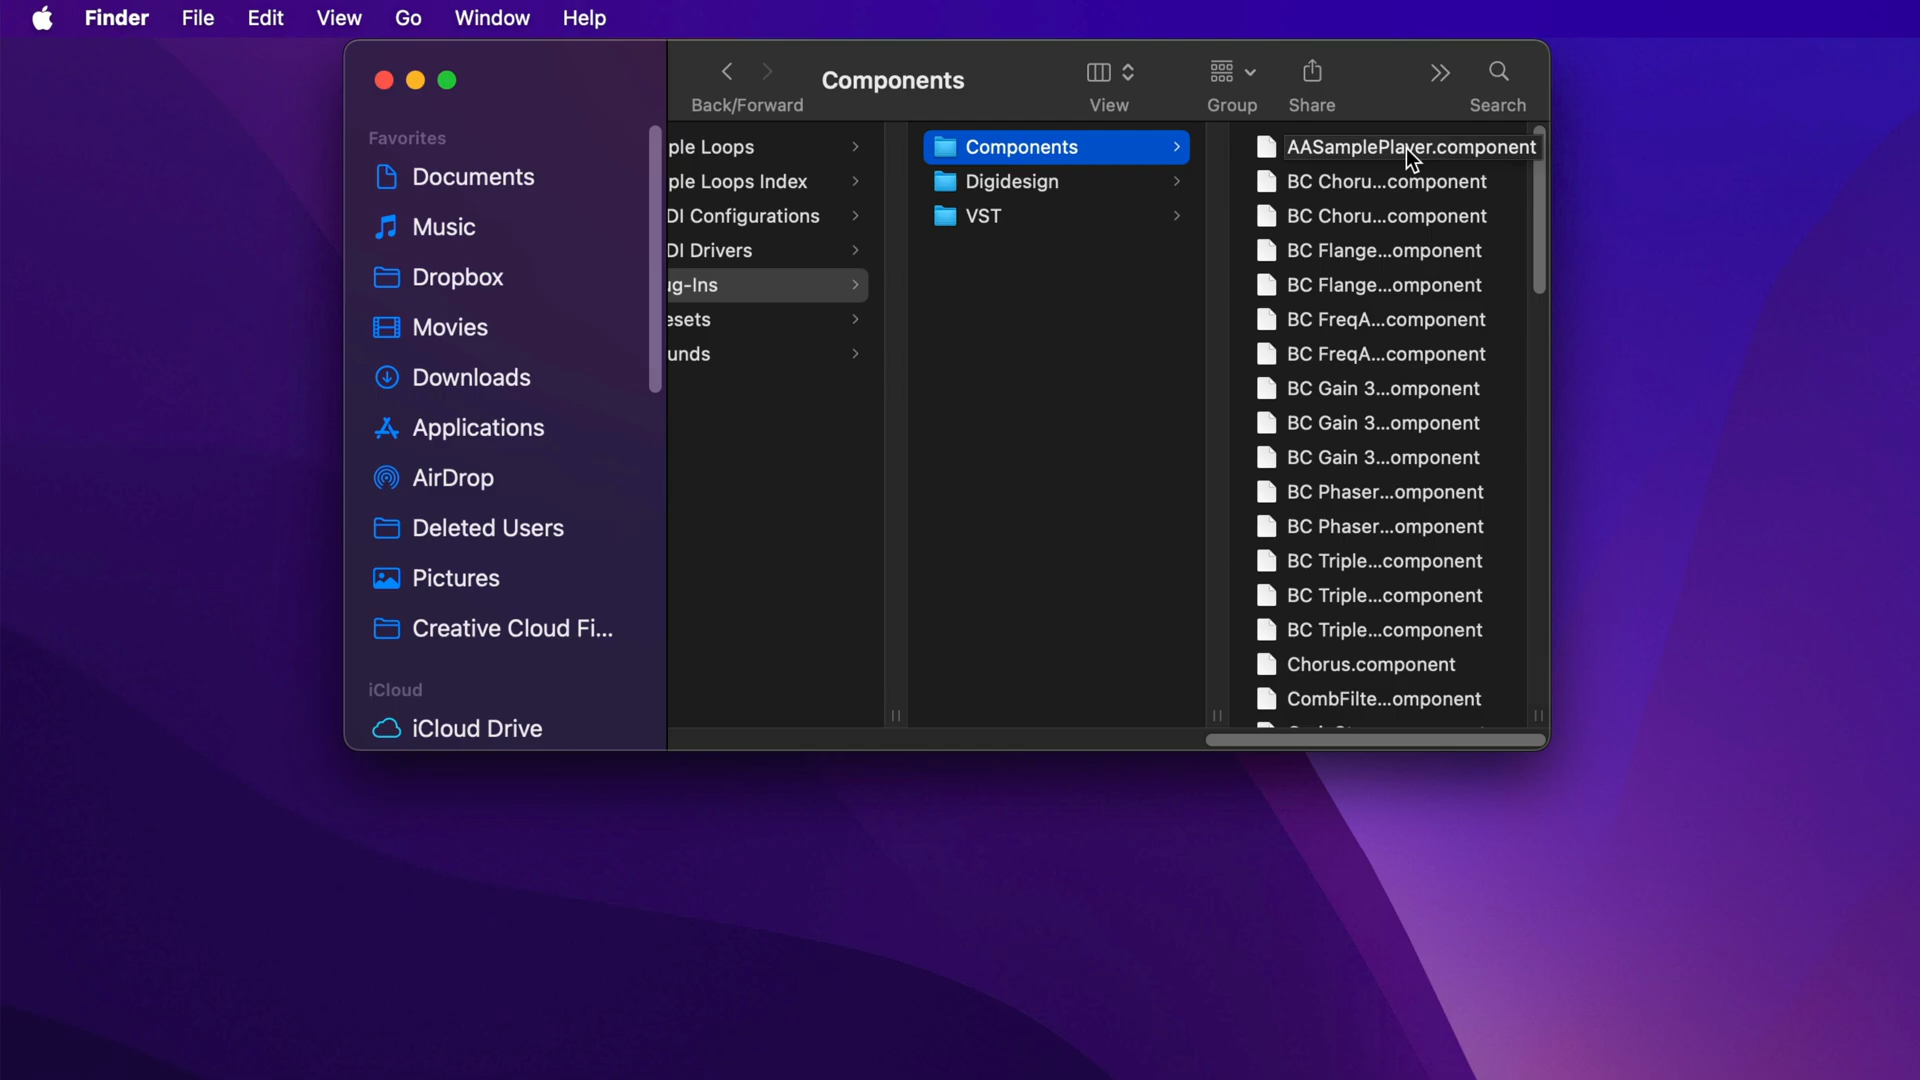 Finder File Edit View Go Window Help
Back/Forward
Components
View
Group
Share
Search
Favorites
Documents
Music
Dropbox
Movies
Downloads
Applications
AirDrop
Deleted Users
Pictures
Creative Cloud Fi...
iCloud
iCloud Drive
ple Loops
ple Loops Index
DI Configurations
DI Drivers
ug-Ins
esets
unds
Components
Digidesign
VST
AASamplePlayer.component
BC Choru...component
BC Choru...component
BC Flange...omponent
BC Flange...omponent
BC FreqA...component
BC FreqA...component
BC Gain 3...omponent
BC Gain 3...omponent
BC Gain 3...omponent
BC Phaser...omponent
BC Phaser...omponent
BC Triple...component
BC Triple...component
BC Triple...component
Chorus.component
CombFilte...omponent